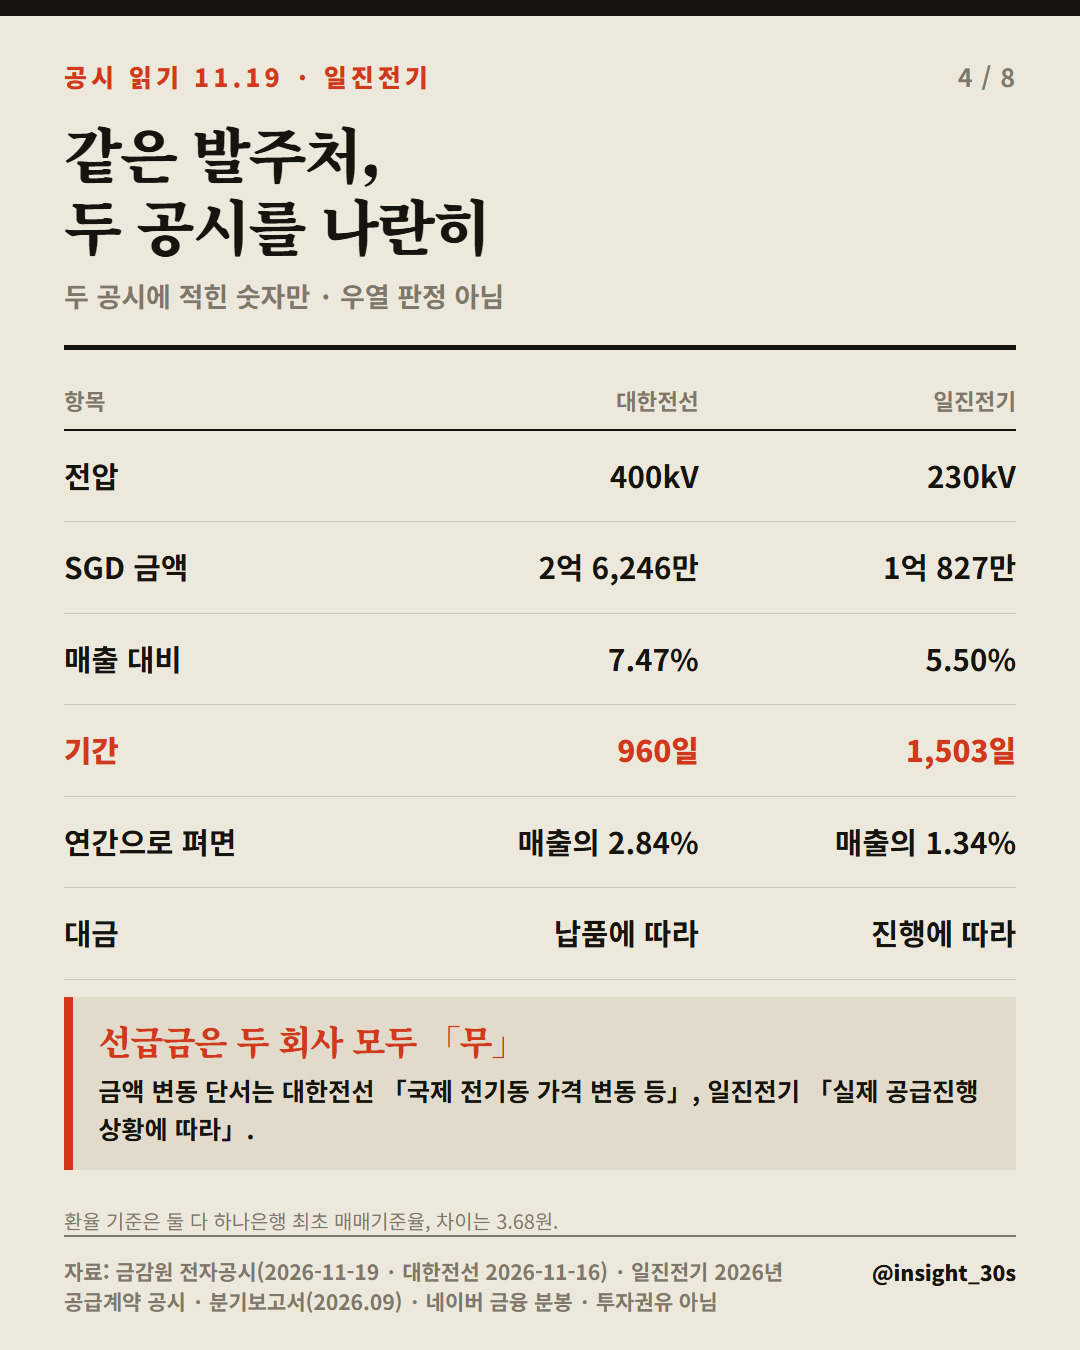 공시 읽기 11.19 · 일진전기
4 / 8
같은 발주처,
두 공시를 나란히
두 공시에 적힌 숫자만 · 우열 판정 아님
항목 대한전선 일진전기
전압 400kV 230kV
SGD 금액 2억 6,246만 1억 827만
매출 대비 7.47% 5.50%
기간 960일 1,503일
연간으로 펴면 매출의 2.84% 매출의 1.34%
대금 납품에 따라 진행에 따라
선급금은 두 회사 모두 「무」
금액 변동 단서는 대한전선 「국제 전기동 가격 변동 등」, 일진전기 「실제 공급진행
상황에 따라」.
환율 기준은 둘 다 하나은행 최초 매매기준율, 차이는 3.68원.
자료: 금감원 전자공시(2026-11-19 · 대한전선 2026-11-16) · 일진전기 2026년
공급계약 공시 · 분기보고서(2026.09) · 네이버 금융 분봉 · 투자권유 아님
@insight_30s